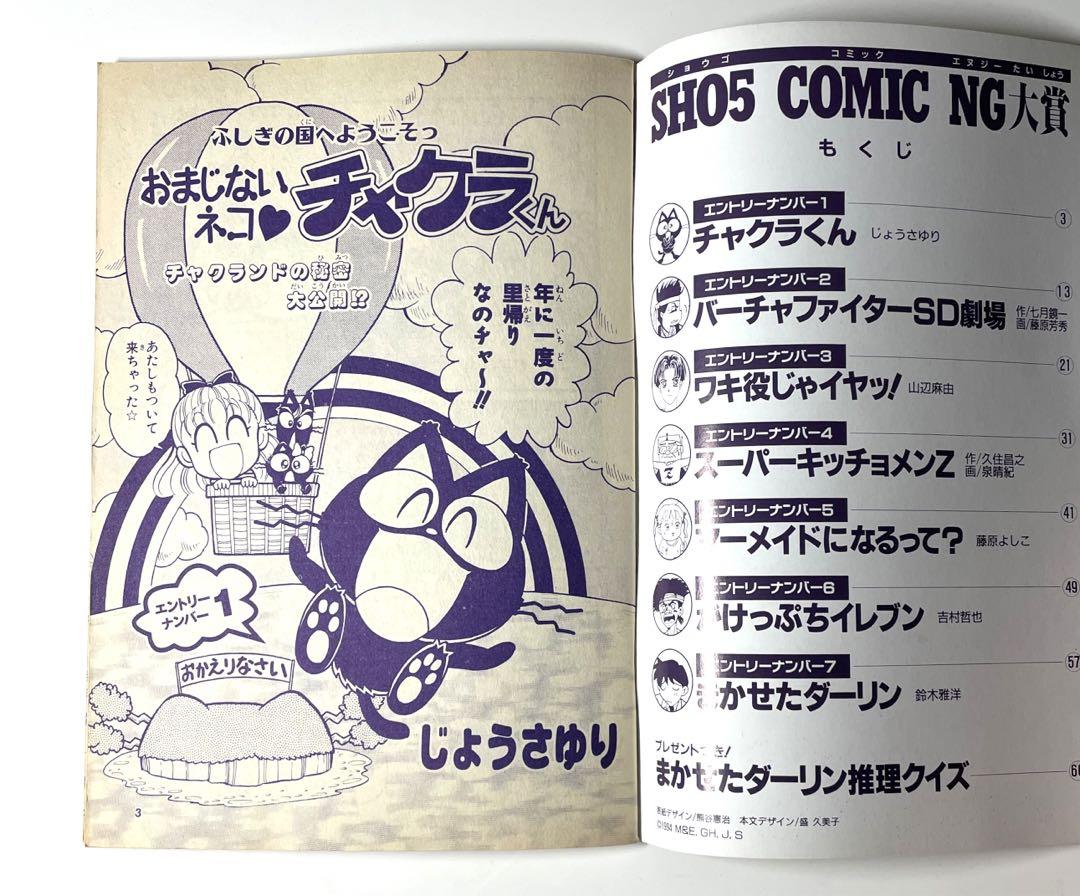 ふしぎの国へようこそっ
おまじない
ネコ♥
チャクラくん
チャクランドの秘密
大公開!?
年に一度の
里帰り
なのチャ〜!!
あたしもついて
来ちゃった☆
エントリー
ナンバー1
おかえりなさい
じょうさゆり
3
ショウゴ コミック エヌジー たいしょう
SHO5 COMIC NG大賞
もくじ
エントリーナンバー1
チャクラくん じょうさゆり 3
エントリーナンバー2
バーチャファイターSD劇場 作/七月鏡一
画/藤原芳秀 13
エントリーナンバー3
ワキ役じゃイヤッ! 山辺麻由 21
エントリーナンバー4
スーパーキッチョメンZ 作/久住昌之
画/泉晴紀 31
エントリーナンバー5
マーメイドになるって? 藤原よしこ 41
エントリーナンバー6
がけっぷちイレブン 吉村哲也 49
エントリーナンバー7
まかせたダーリン 鈴木雅洋 57
プレゼントつき!
まかせたダーリン推理クイズ
表紙デザイン/熊谷憲治 本文デザイン/盛 久美子
©1994 M&E, GH, J, S